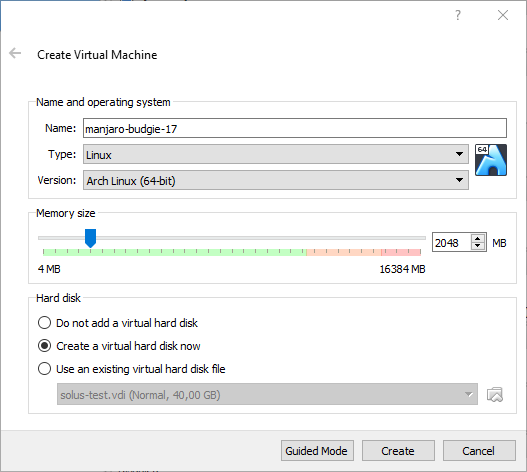 ?
Create Virtual Machine
Name and operating system
Name: manjaro-budgie-17
Type: Linux
64
Version: Arch Linux (64-bit)
Memory size
2048 MB
4 MB 16384 MB
Hard disk
Do not add a virtual hard disk
Create a virtual hard disk now
Use an existing virtual hard disk file
solus-test.vdi (Normal, 40,00 GB)
Guided Mode Create Cancel